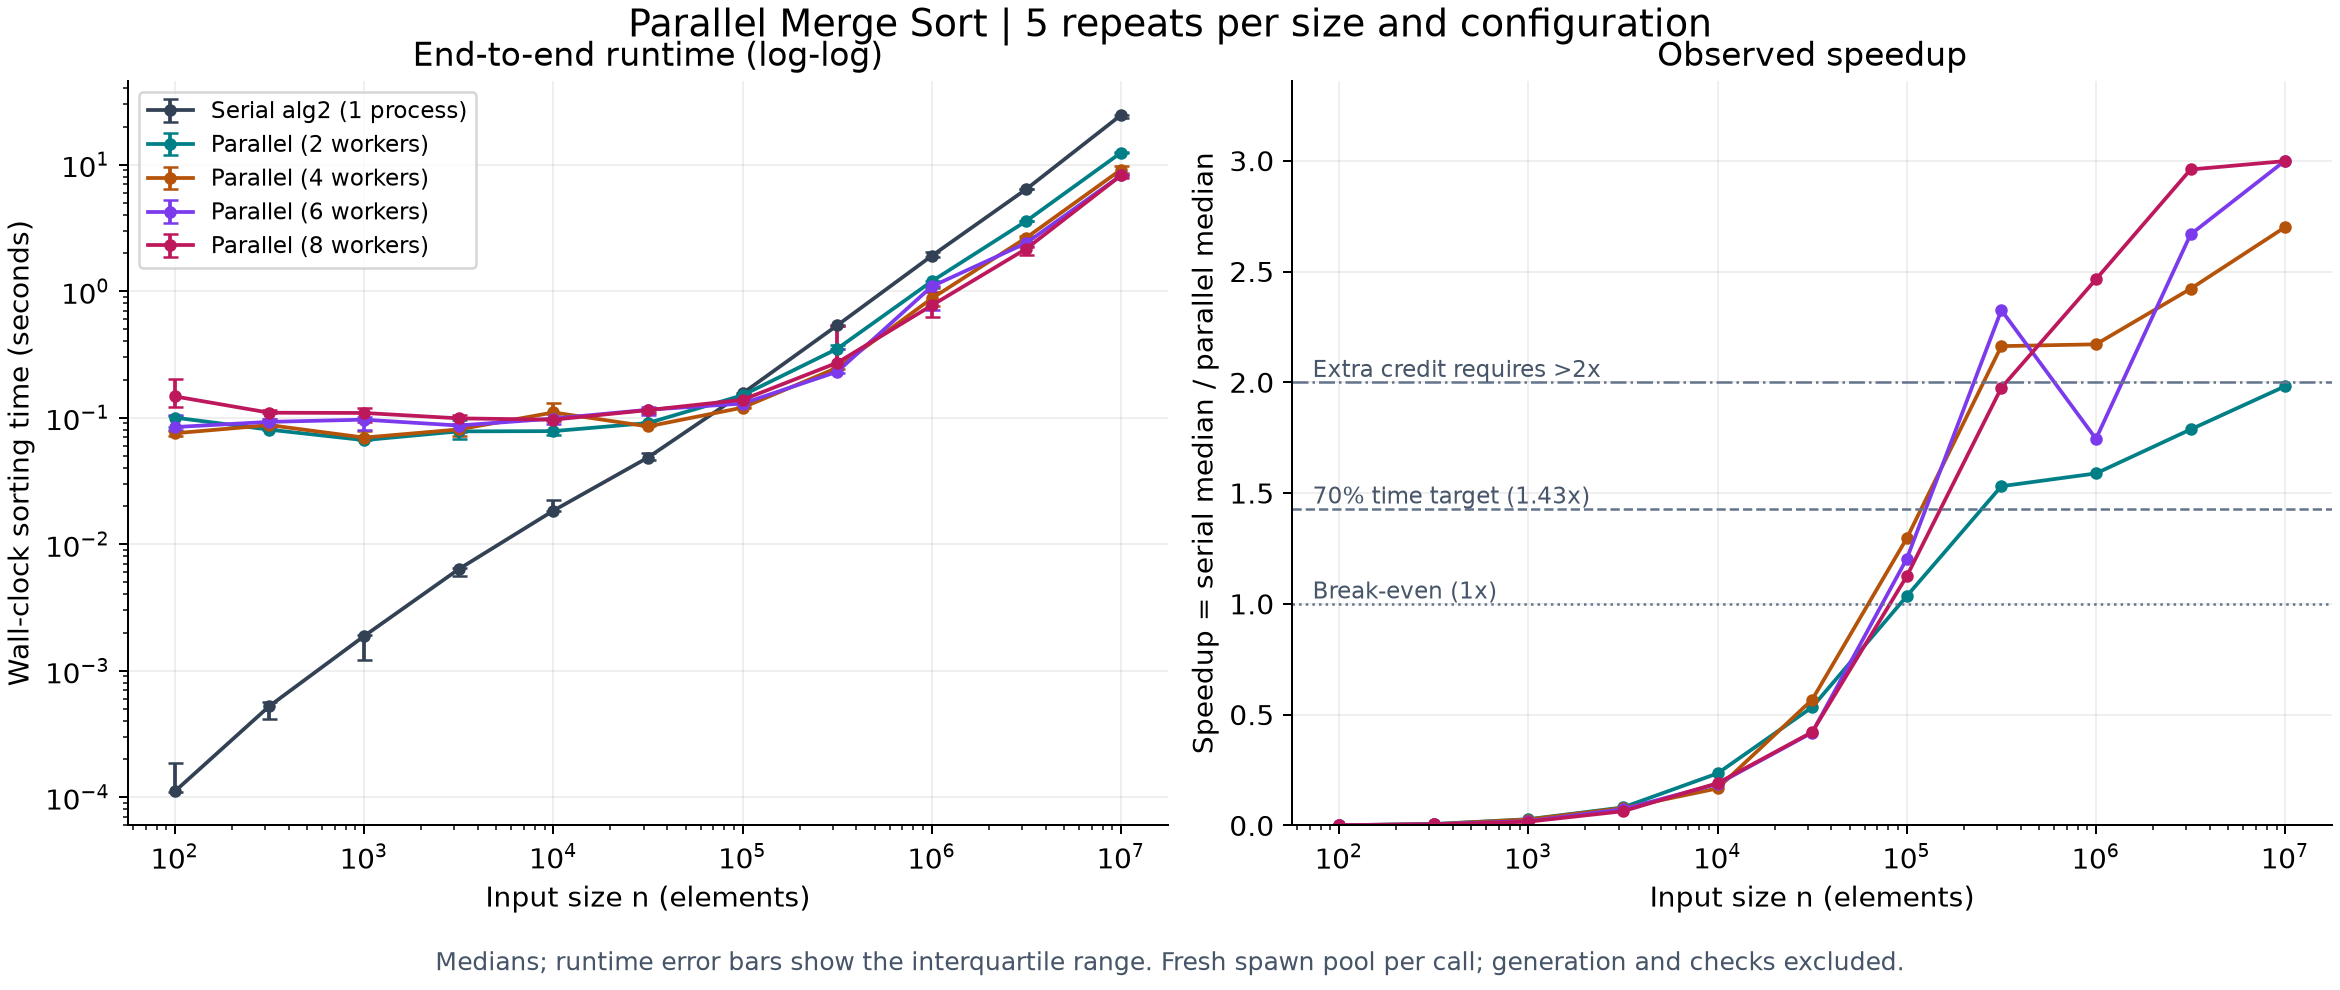 Parallel Merge Sort | 5 repeats per size and configuration
End-to-end runtime (log-log)
Serial alg2 (1 process)
Parallel (2 workers)
Parallel (4 workers)
Parallel (6 workers)
Parallel (8 workers)
Wall-clock sorting time (seconds)
10¹
10⁰
10⁻¹
10⁻²
10⁻³
10⁻⁴
10² 10³ 10⁴ 10⁵ 10⁶ 10⁷
Input size n (elements)
Observed speedup
Speedup = serial median / parallel median
3.0
2.5
2.0
1.5
1.0
0.5
0.0
Extra credit requires >2x
70% time target (1.43x)
Break-even (1x)
10² 10³ 10⁴ 10⁵ 10⁶ 10⁷
Input size n (elements)
Medians; runtime error bars show the interquartile range. Fresh spawn pool per call; generation and checks excluded.